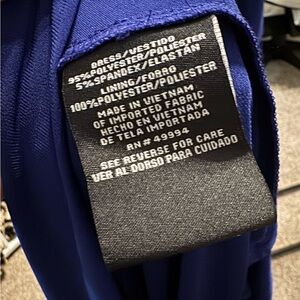 DRESS/VESTIDO
95%POLYESTER/POLIESTER
5%SPANDEX/ELASTÁN
LINING/FORRO
100%POLYESTER/POLIESTER
MADE IN VIETNAM
OF IMPORTED FABRIC
HECHO EN VIETNAM
DE TELA IMPORTADA
RN# 49994
SEE REVERSE FOR CARE
VER AL DORSO PARA CUIDADO